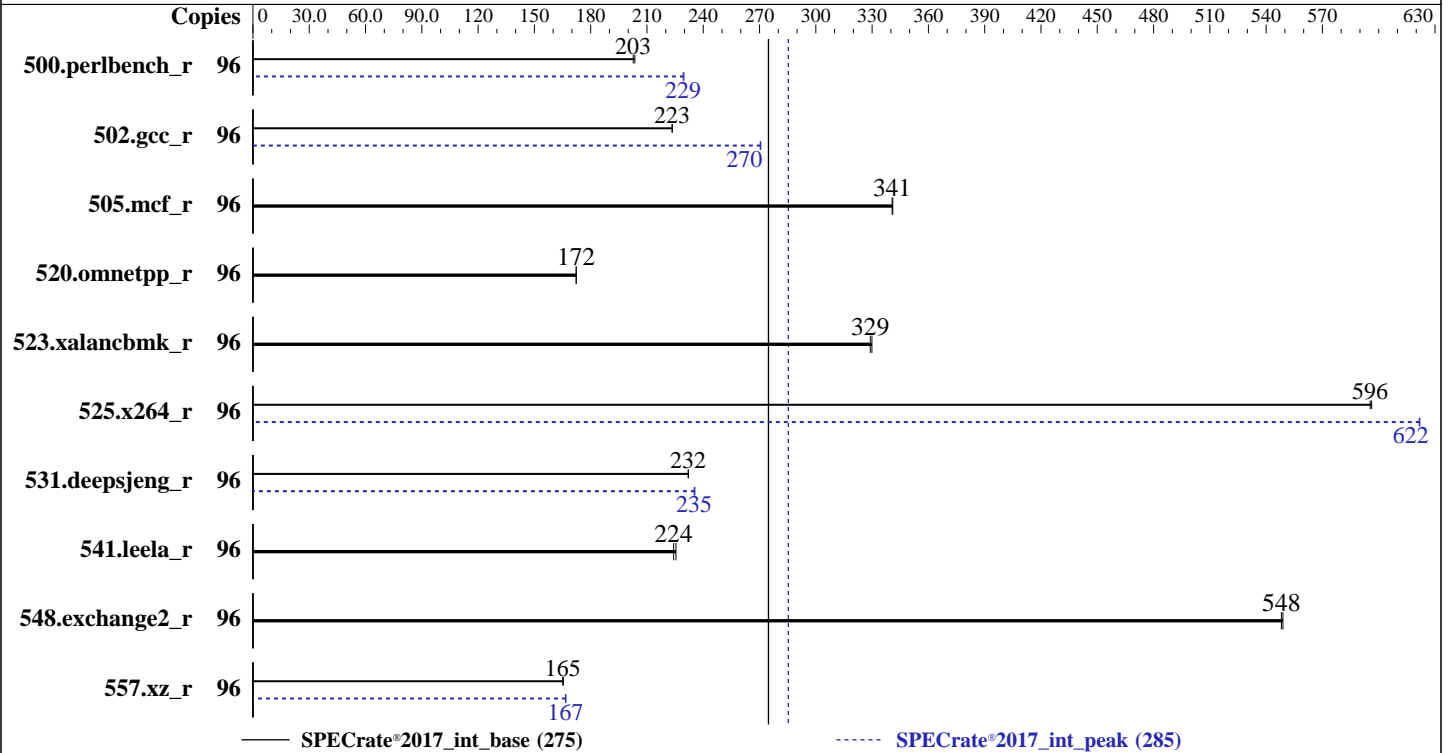 Copies 0 30.0 60.0 90.0 120 150 180 210 240 270 300 330 360 390 420 450 480 510 540 570 630
203
500.perlbench_r 96
229
223
502.gcc_r 96
270
341
505.mcf_r 96
172
520.omnetpp_r 96
329
523.xalancbmk_r 96
596
525.x264_r 96
622
232
531.deepsjeng_r 96
235
224
541.leela_r 96
548
548.exchange2_r 96
165
557.xz_r 96
167
SPECrate®2017_int_base (275) SPECrate®2017_int_peak (285)